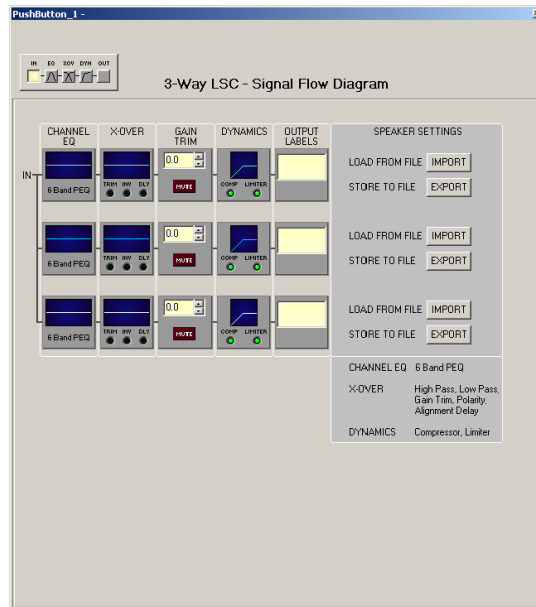 PushButton_1 -
IN EQ XOV DYN OUT
3-Way LSC - Signal Flow Diagram
CHANNEL EQ X-OVER GAIN TRIM DYNAMICS OUTPUT LABELS SPEAKER SETTINGS
IN
0.0
6 Band PEQ TRIM INV DLY MUTE COMP LIMITER
LOAD FROM FILE IMPORT
STORE TO FILE EXPORT
0.0
6 Band PEQ TRIM INV DLY MUTE COMP LIMITER
LOAD FROM FILE IMPORT
STORE TO FILE EXPORT
0.0
6 Band PEQ TRIM INV DLY MUTE COMP LIMITER
LOAD FROM FILE IMPORT
STORE TO FILE EXPORT
CHANNEL EQ 6 Band PEQ
X-OVER High Pass, Low Pass,
Gain Trim, Polarity,
Alignment Delay
DYNAMICS Compressor, Limiter